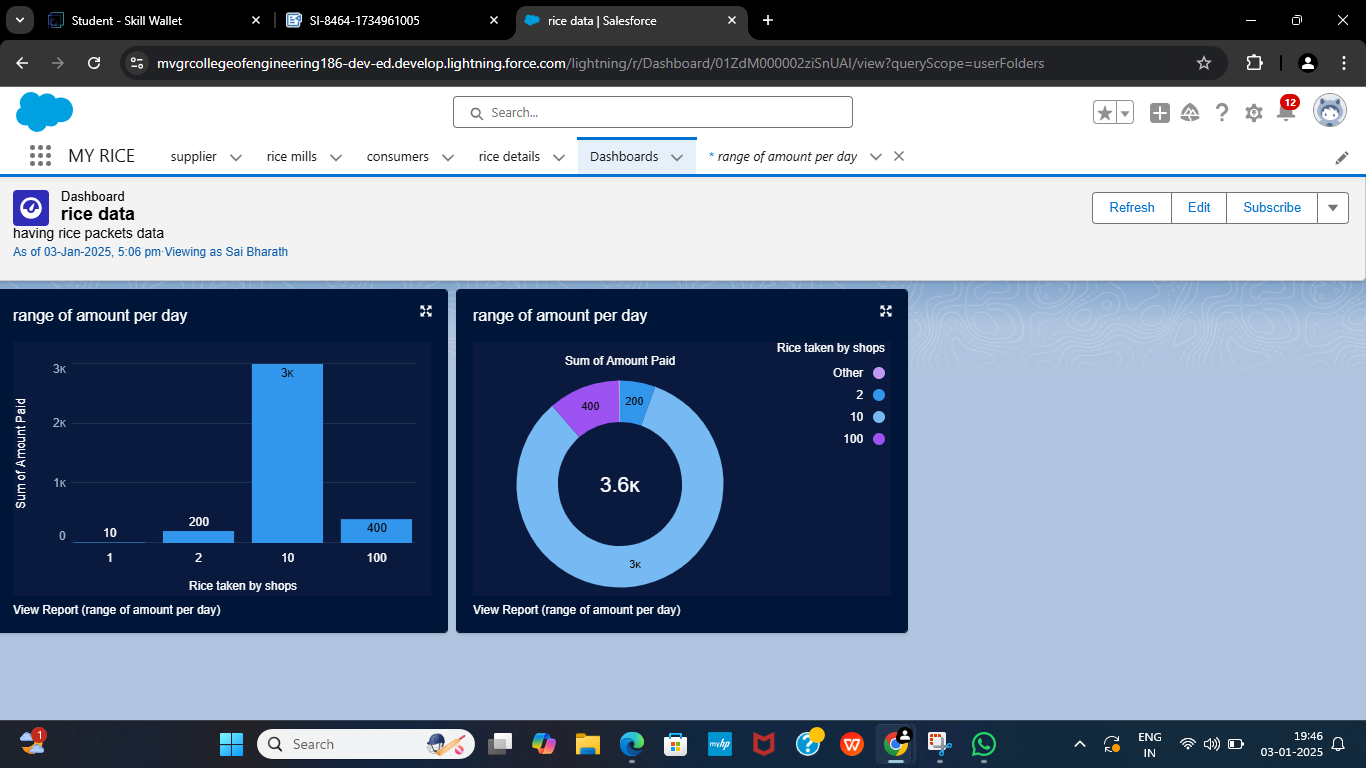 Student - Skill Wallet
SI-8464-1734961005
rice data | Salesforce
mvgrcollegeofengineering186-dev-ed.develop.lightning.force.com/lightning/r/Dashboard/01ZdM000002ziSnUAI/view?queryScope=userFolders
Search...
12
MY RICE
supplier
rice mills
consumers
rice details
Dashboards
* range of amount per day
Dashboard
rice data
having rice packets data
As of 03-Jan-2025, 5:06 pm·Viewing as Sai Bharath
Refresh
Edit
Subscribe
range of amount per day
Sum of Amount Paid
3K
2K
1K
0
10
200
3K
400
1
2
10
100
Rice taken by shops
View Report (range of amount per day)
range of amount per day
Sum of Amount Paid
Rice taken by shops
Other
2
10
100
400
200
3.6K
3K
View Report (range of amount per day)
1
Search
myhp
W
ENG
IN
19:46
03-01-2025